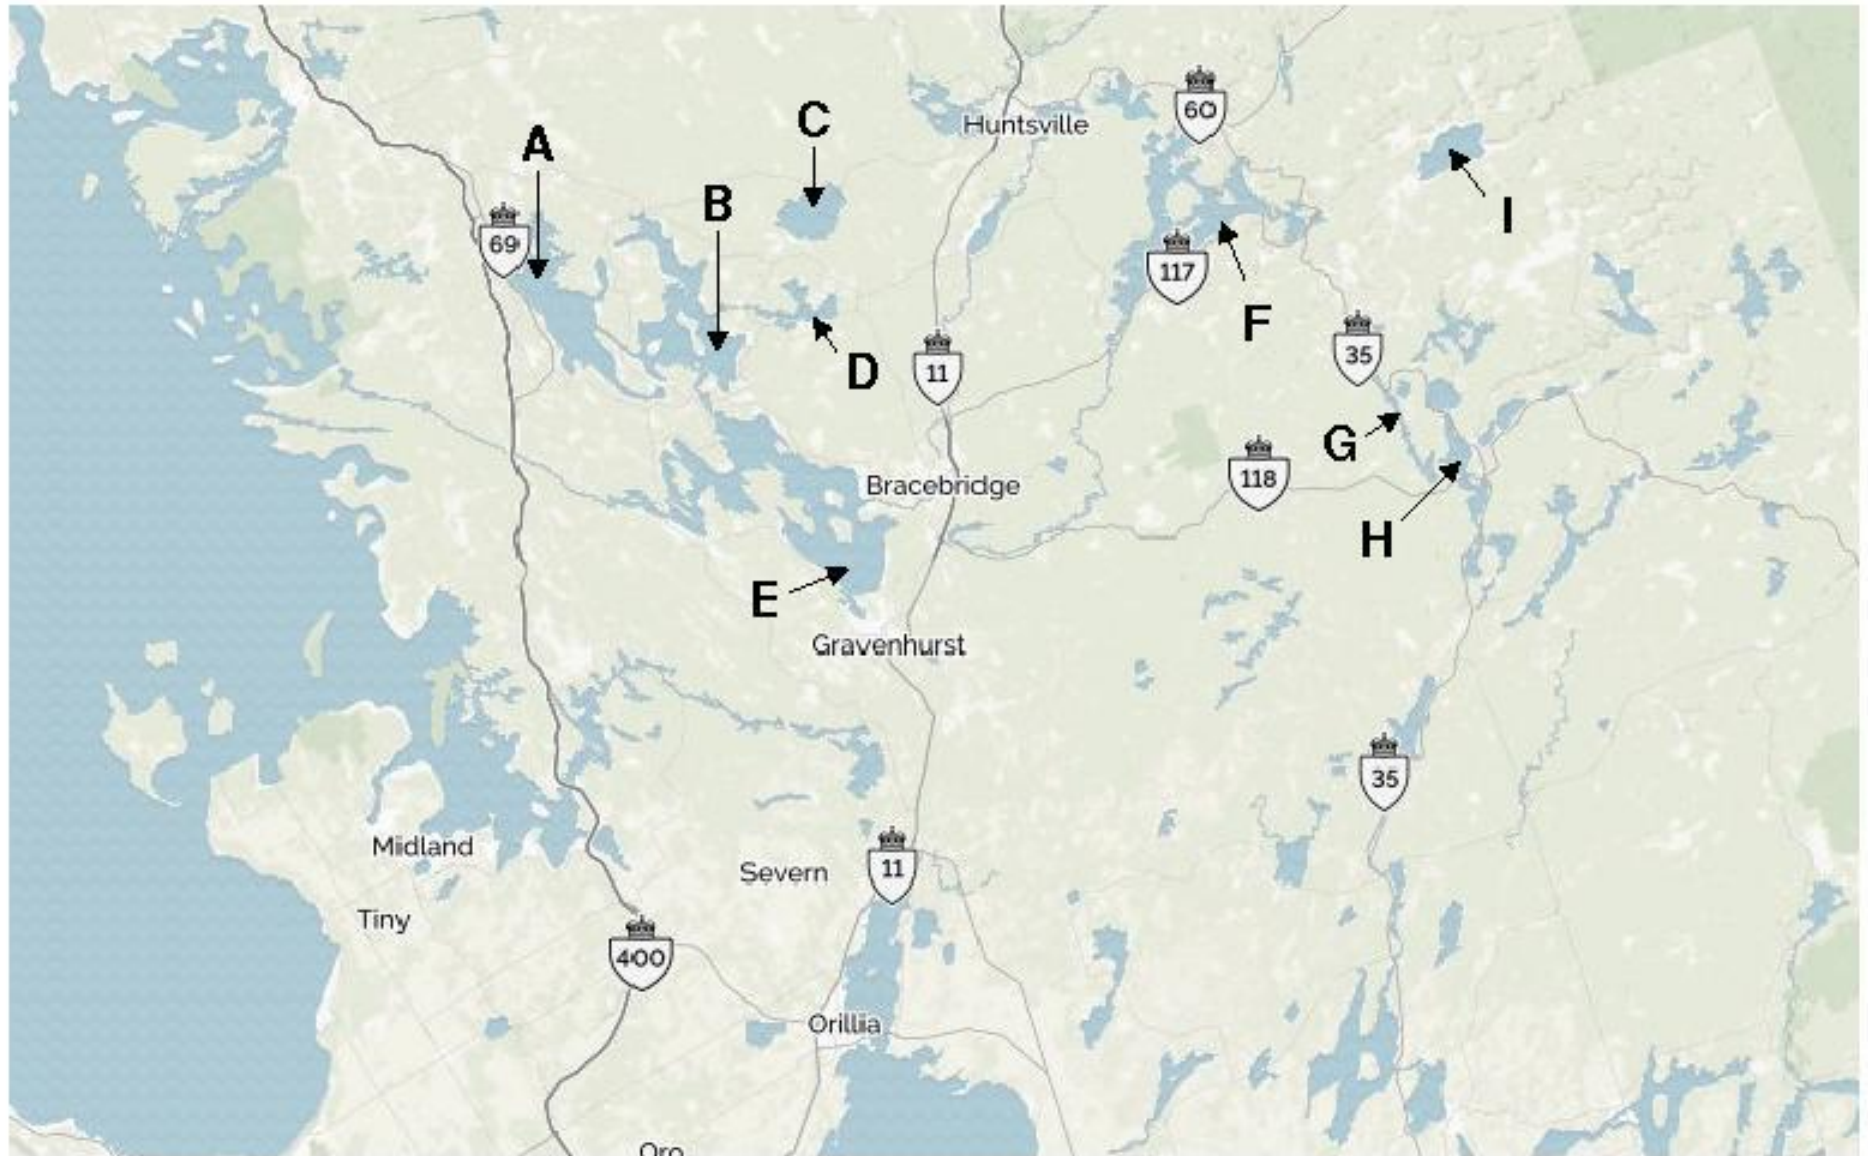 60
Huntsville
C
A
B
I
69
117
F
35
D
11
G
118
Bracebridge
H
E
Gravenhurst
35
Midland
Severn
11
Tiny
400
Orillia
Oro